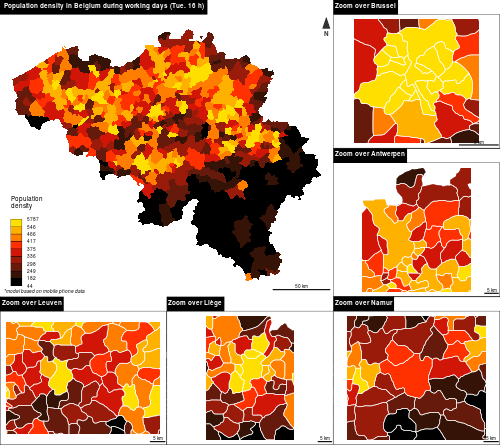 Population density in Belgium during working days (Tue. 16 h)
N
Population
density
5787
546
466
417
375
336
298
249
182
44
*model based on mobile phone data
50 km
Zoom over Brussel
Zoom over Antwerpen
5 km
Zoom over Leuven
5 km
Zoom over Liège
5 km
Zoom over Namur
5 km